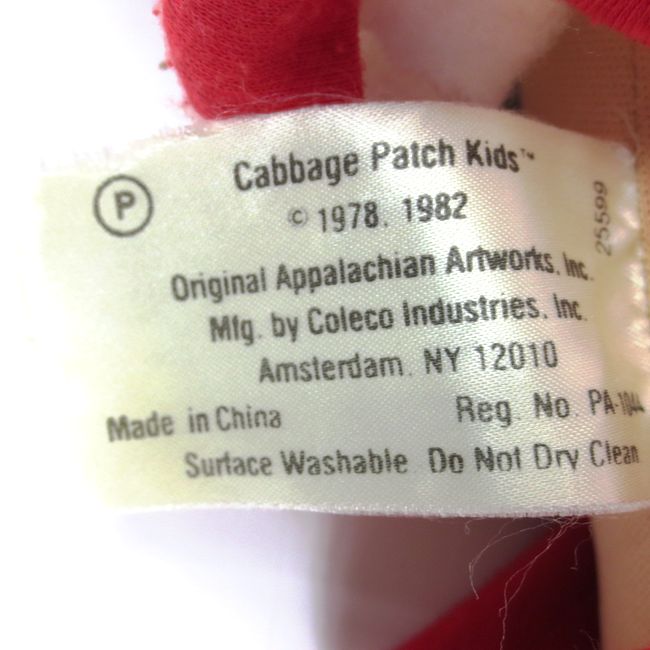 Cabbage Patch Kids™
P
© 1978, 1982
25599
Original Appalachian Artworks, Inc.
Mfg. by Coleco Industries, Inc.
Amsterdam, NY 12010
Made in China
Reg. No. PA-1044
Surface Washable Do Not Dry Clean